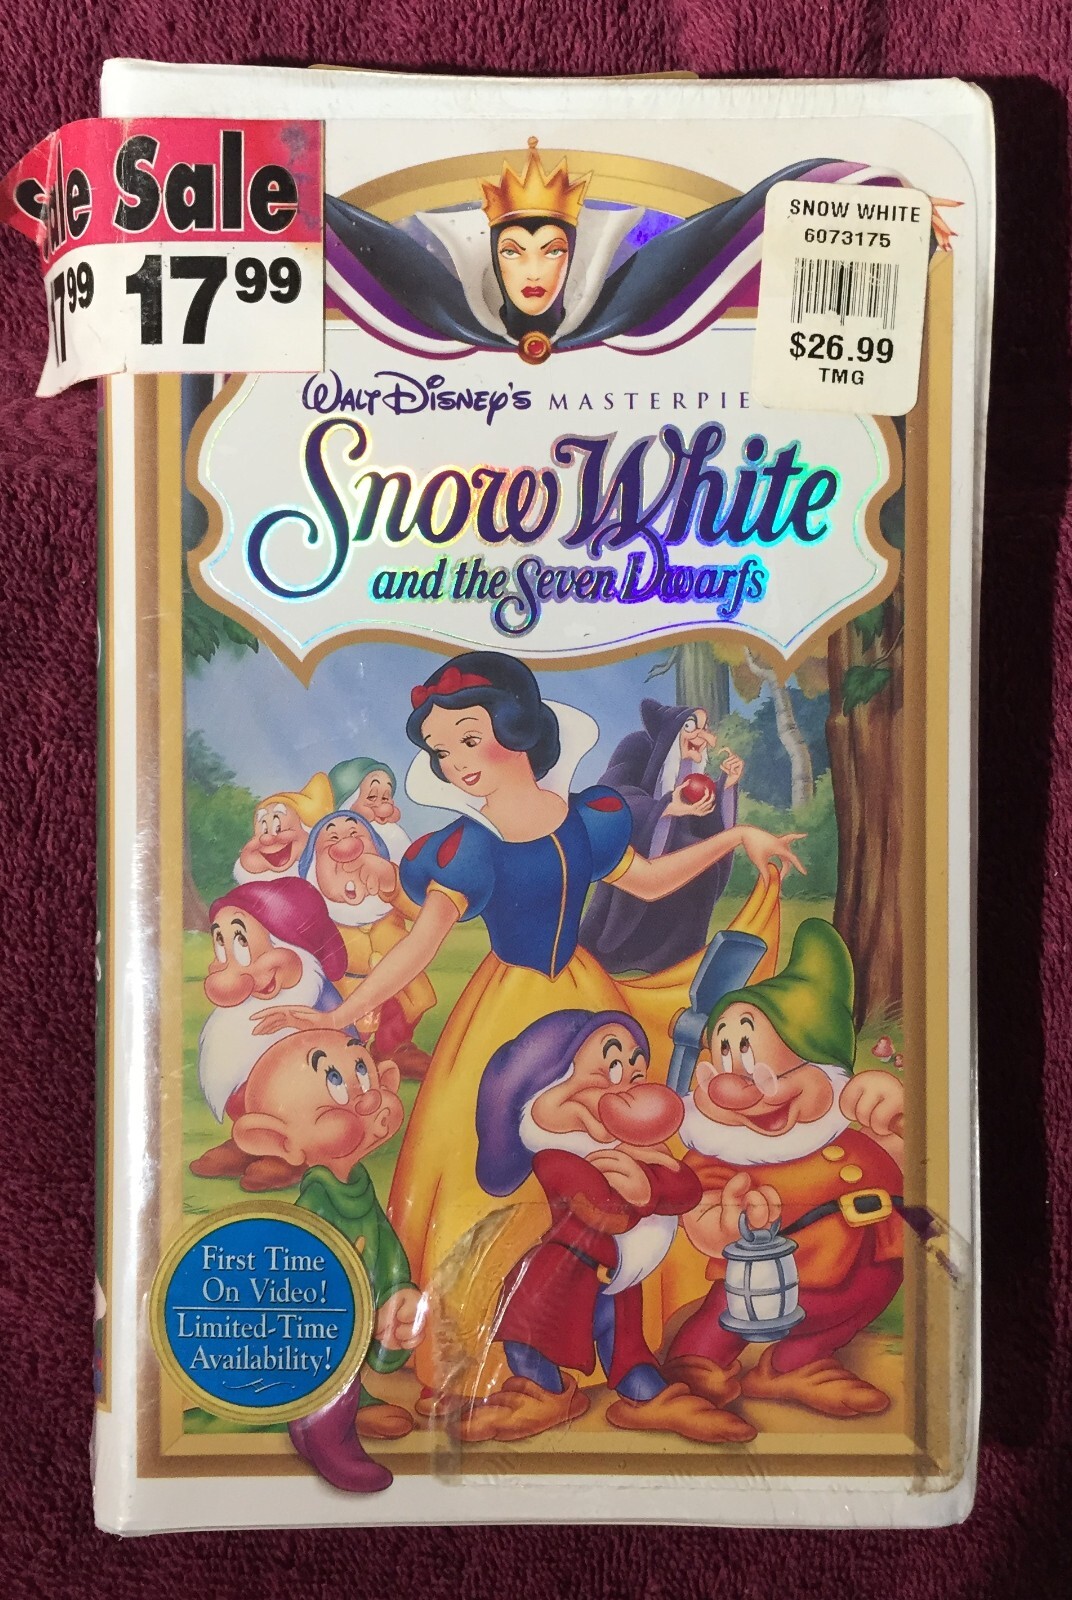 Sale Sale
17 99
SNOW WHITE
6073175
$26.99
TMG
WALT DISNEY'S
Snow White
and the Seven Dwarfs
First Time
On Video!
Limited-Time
Availability!